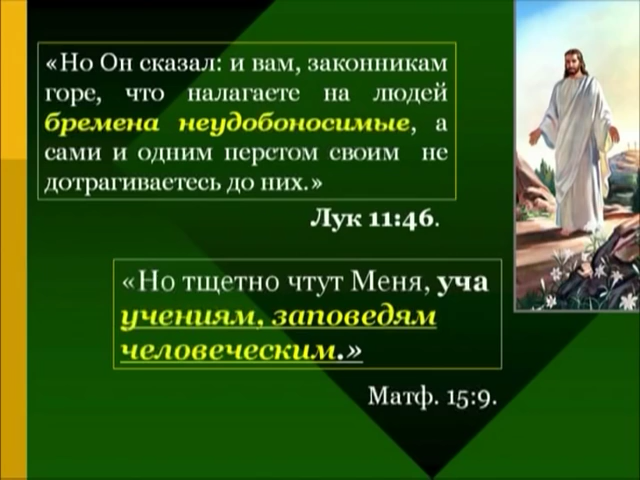 «Но Он сказал: и вам, законникам
горе, что налагаете на людей
бремена неудобоносимые, а
сами и одним перстом своим не
дотрагиваетесь до них.»
Лук 11:46.
«Но тщетно чтут Меня, уча
учениям, заповедям
человеческим.»
Матф. 15:9.